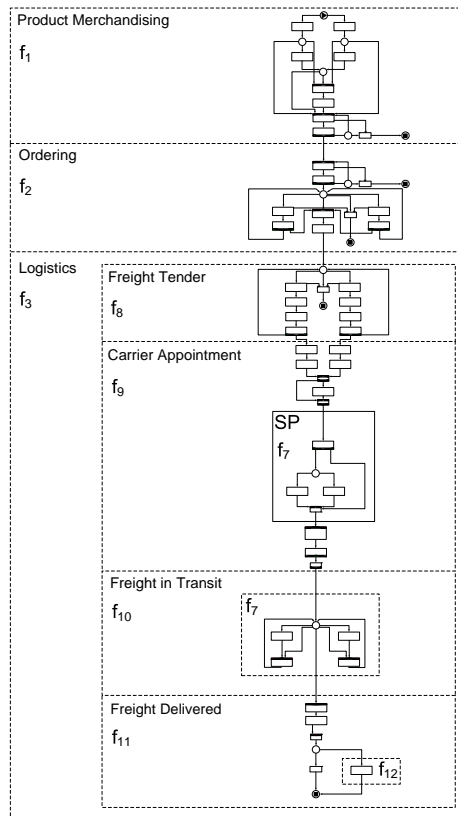 Product Merchandising
f1
Ordering
f2
Logistics
f3
Freight Tender
f8
Carrier Appointment
f9
SP
f7
Freight in Transit
f10
f7
Freight Delivered
f11
f12